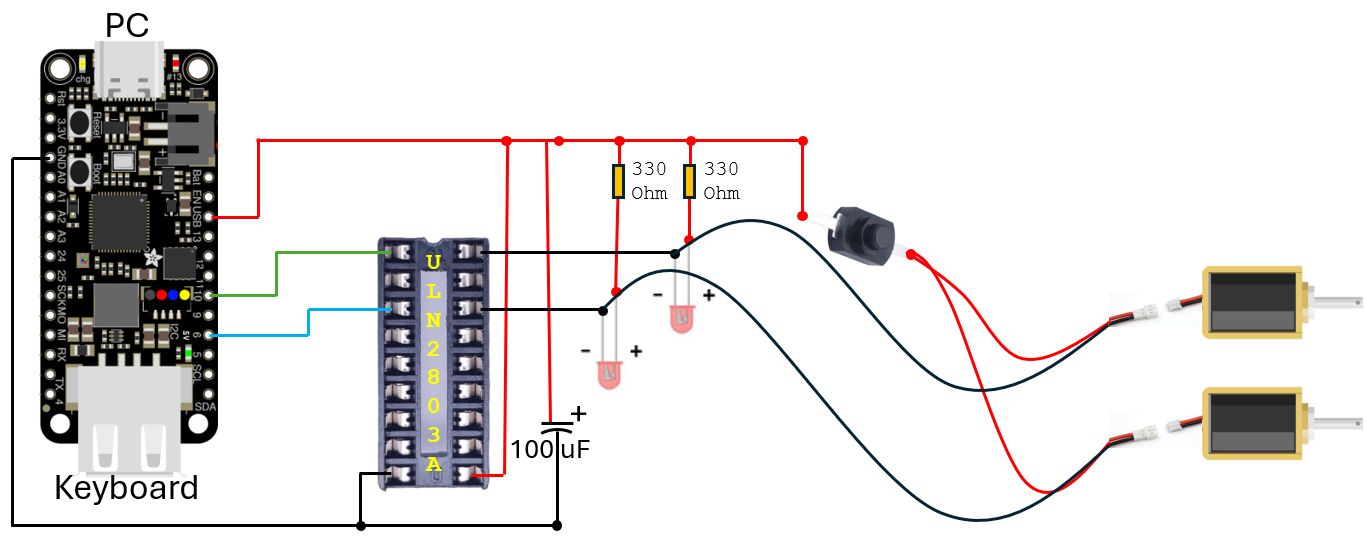 PC
chg
#13
Rst
3.3V
GND
A0
A1
A2
A3
24
25
SCK
MO
MI
RX
TX
4
Reset
Boot
Bat
EN
USB
13
12
11
10
9
6
5
SCL
SDA
I2C
5V
Keyboard
U
L
N
2
8
0
3
A
330
Ohm
330
Ohm
- +
- +
+
100 uF